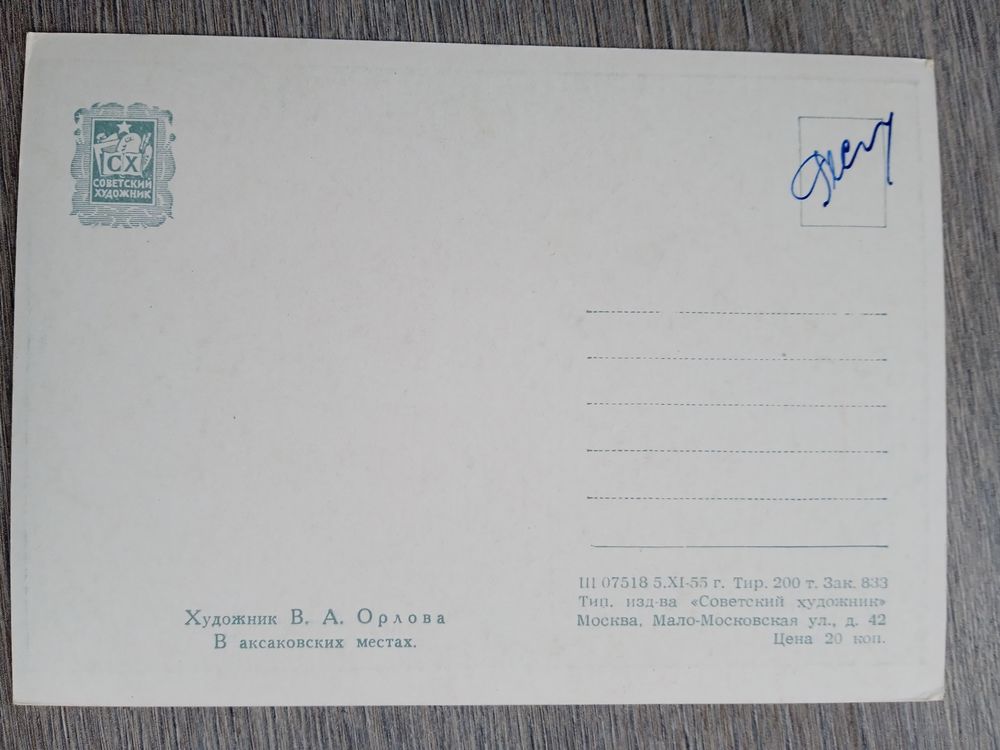 СХ
СОВЕТСКИЙ
ХУДОЖНИК
Художник В. А. Орлова
В аксаковских местах.
Ш 07518 5.XI-55 г. Тир. 200 т. Зак. 833
Тип. изд-ва «Советский художник»
Москва, Мало-Московская ул., д. 42
Цена 20 коп.